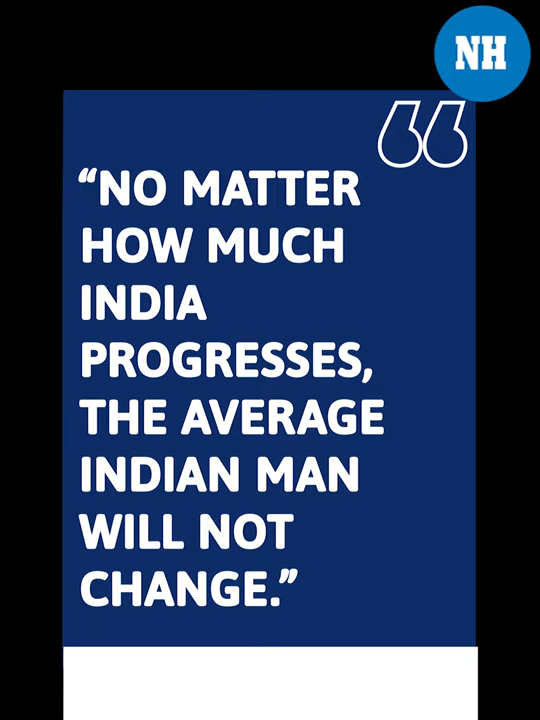 NH
“NO MATTER
HOW MUCH
INDIA
PROGRESSES,
THE AVERAGE
INDIAN MAN
WILL NOT
CHANGE.”